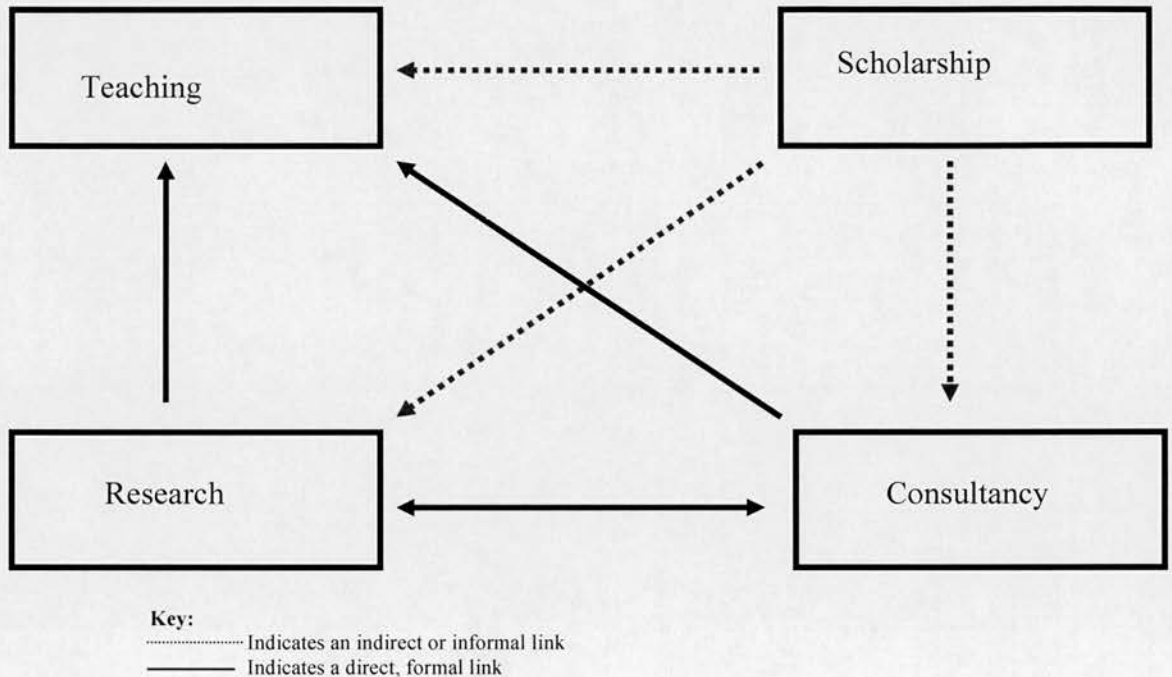 Teaching
Scholarship
Research
Consultancy
Key:
Indicates an indirect or informal link
Indicates a direct, formal link